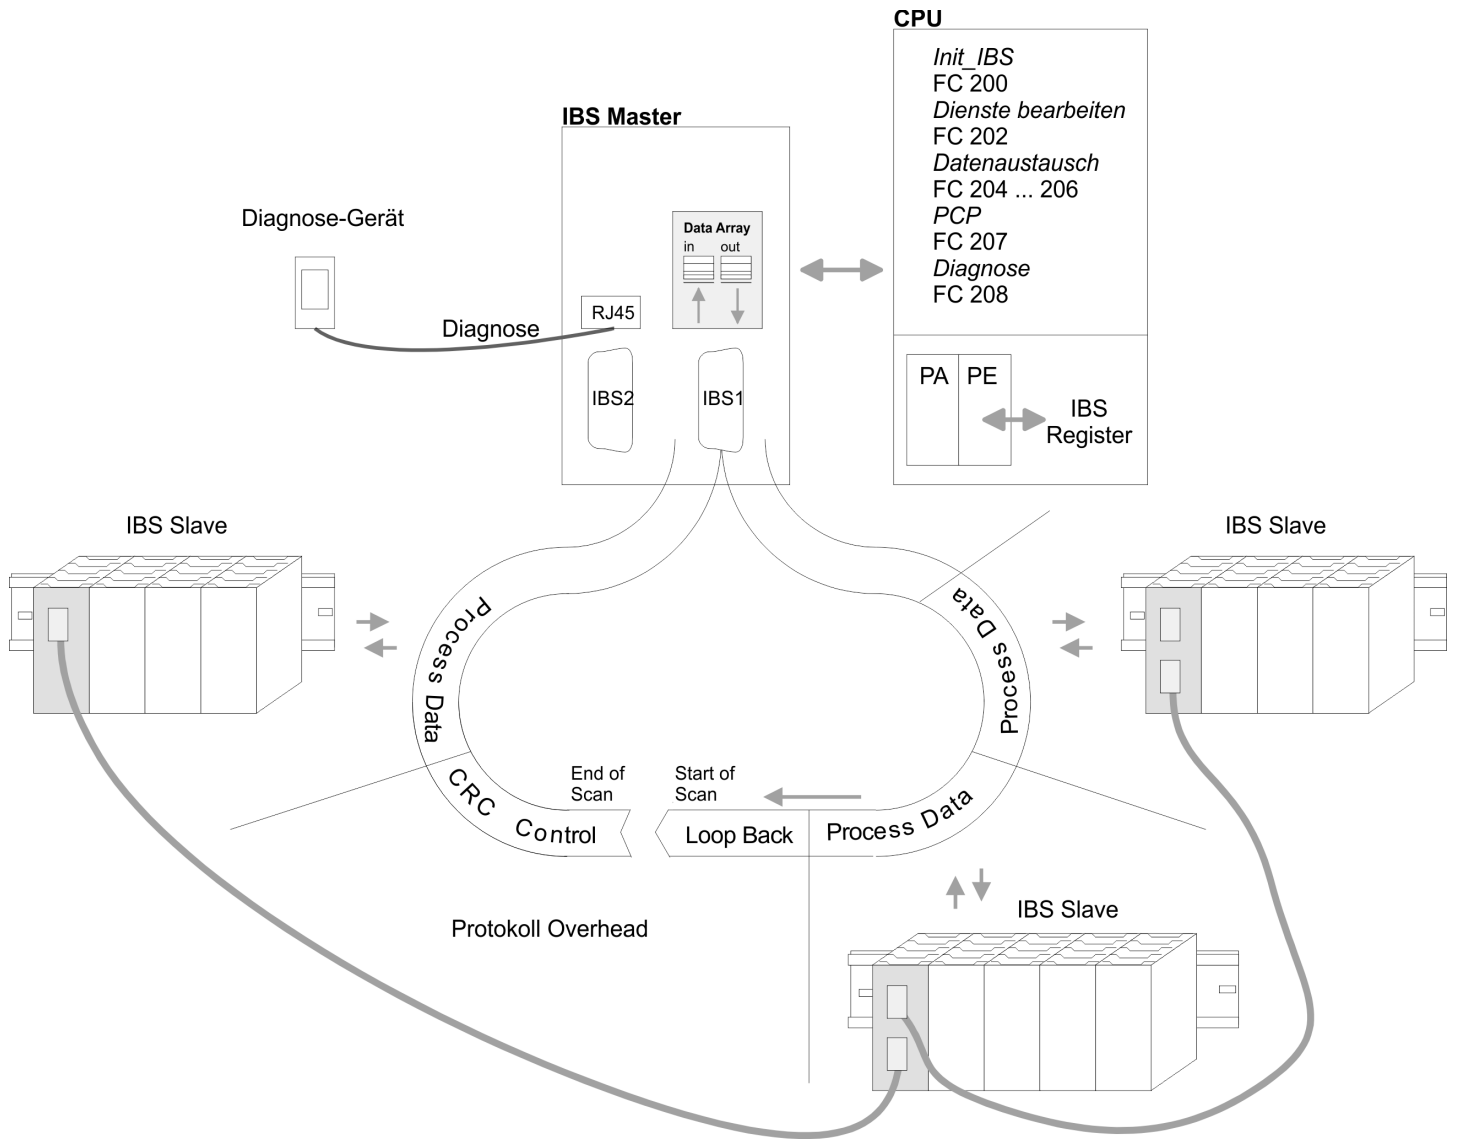 CPU
Init_IBS
FC 200
Dienste bearbeiten
FC 202
Datenaustausch
FC 204 ... 206
PCP
FC 207
Diagnose
FC 208
IBS Master
Diagnose-Gerät
Data Array
in out
RJ45
Diagnose
IBS2
IBS1
PA PE
IBS
Register
IBS Slave
IBS Slave
Process Data
Process Data
End of
Scan
Start of
Scan
CRC Control
Loop Back
Process Data
Protokoll Overhead
IBS Slave